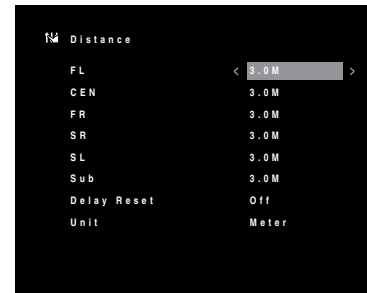 Distance
FL < 3.0M >
CEN 3.0M
FR 3.0M
SR 3.0M
SL 3.0M
Sub 3.0M
Delay Reset Off
Unit Meter